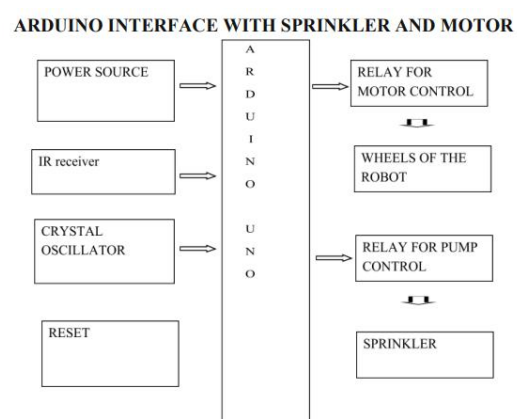 ARDUINO INTERFACE WITH SPRINKLER AND MOTOR
POWER SOURCE
IR receiver
CRYSTAL
OSCILLATOR
RESET
A
R
D
U
I
N
O
U
N
O
RELAY FOR
MOTOR CONTROL
WHEELS OF THE
ROBOT
RELAY FOR PUMP
CONTROL
SPRINKLER